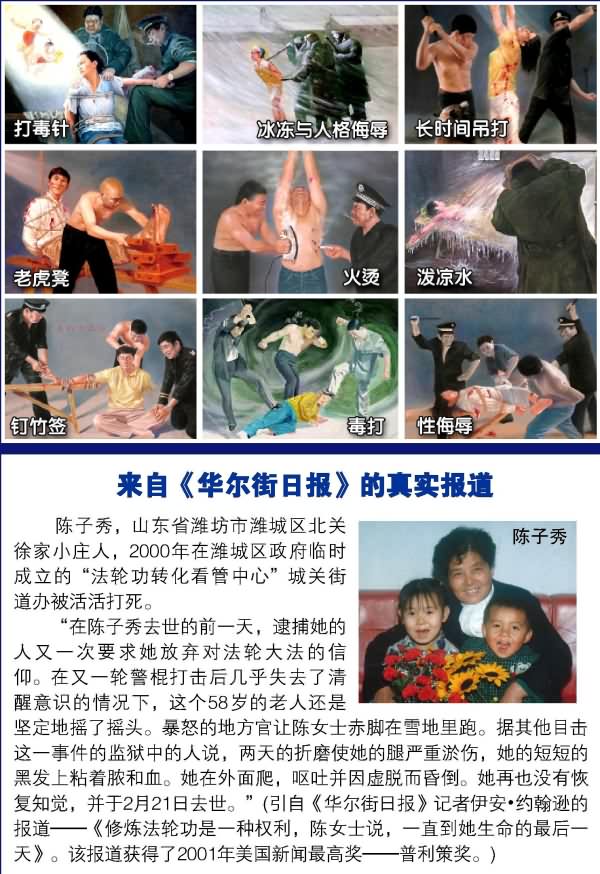 打毒针
冰冻与人格侮辱
长时间吊打
老虎凳
火烫
泼凉水
钉竹签
毒打
性侮辱
来自《华尔街日报》的真实报道
陈子秀，山东省潍坊市潍城区北关
徐家小庄人，2000年在潍城区政府临时
成立的“法轮功转化看管中心”城关街
道办被活活打死。
“在陈子秀去世的前一天，逮捕她的
人又一次要求她放弃对法轮大法的信
仰。在又一轮警棍打击后几乎失去了清
醒意识的情况下，这个58岁的老人还是
坚定地摇了摇头。暴怒的地方官让陈女士赤脚在雪地里跑。据其他目击
这一事件的监狱中的人说，两天的折磨使她的腿严重淤伤，她的短短的
黑发上粘着脓和血。她在外面爬，呕吐并因虚脱而昏倒。她再也没有恢
复知觉，并于2月21日去世。”(引自《华尔街日报》记者伊安•约翰逊的
报道——《修炼法轮功是一种权利，陈女士说，一直到她生命的最后一
天》。该报道获得了2001年美国新闻最高奖——普利策奖。)
陈子秀